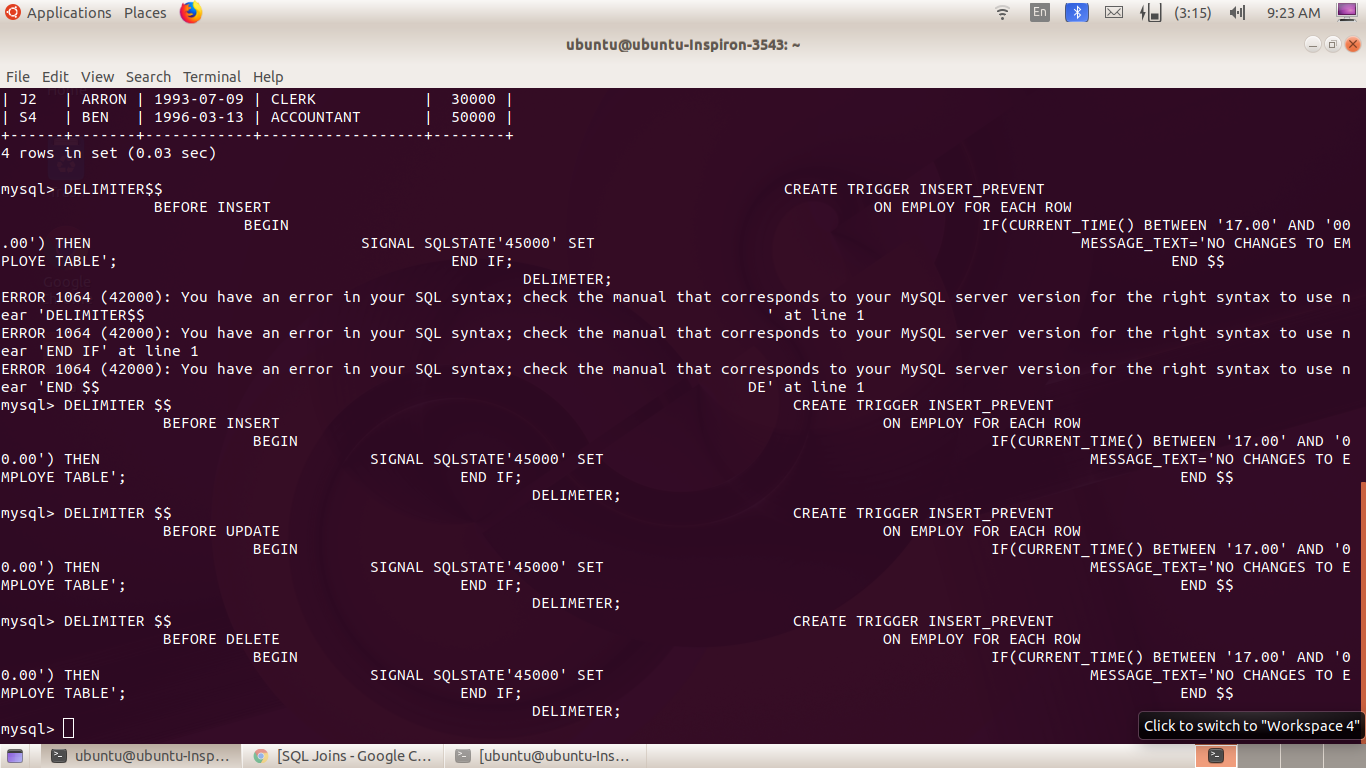 Applications Places En (3:15) 9:23 AM
ubuntu@ubuntu-Inspiron-3543: ~
File Edit View Search Terminal Help
| J2   | ARRON | 1993-07-09 | CLERK            |  30000 |
| S4   | BEN   | 1996-03-13 | ACCOUNTANT       |  50000 |
+------+-------+------------+------------------+--------+
4 rows in set (0.03 sec)
mysql> DELIMITER$$ CREATE TRIGGER INSERT_PREVENT
BEFORE INSERT ON EMPLOY FOR EACH ROW
BEGIN IF(CURRENT_TIME() BETWEEN '17.00' AND '00
.00') THEN SIGNAL SQLSTATE'45000' SET MESSAGE_TEXT='NO CHANGES TO EM
PLOYE TABLE'; END IF; END $$
DELIMETER;
ERROR 1064 (42000): You have an error in your SQL syntax; check the manual that corresponds to your MySQL server version for the right syntax to use n
ear 'DELIMITER$$ ' at line 1
ERROR 1064 (42000): You have an error in your SQL syntax; check the manual that corresponds to your MySQL server version for the right syntax to use n
ear 'END IF' at line 1
ERROR 1064 (42000): You have an error in your SQL syntax; check the manual that corresponds to your MySQL server version for the right syntax to use n
ear 'END $$ DE' at line 1
mysql> DELIMITER $$ CREATE TRIGGER INSERT_PREVENT
BEFORE INSERT ON EMPLOY FOR EACH ROW
BEGIN IF(CURRENT_TIME() BETWEEN '17.00' AND '0
0.00') THEN SIGNAL SQLSTATE'45000' SET MESSAGE_TEXT='NO CHANGES TO E
MPLOYE TABLE'; END IF; END $$
DELIMETER;
mysql> DELIMITER $$ CREATE TRIGGER INSERT_PREVENT
BEFORE UPDATE ON EMPLOY FOR EACH ROW
BEGIN IF(CURRENT_TIME() BETWEEN '17.00' AND '0
0.00') THEN SIGNAL SQLSTATE'45000' SET MESSAGE_TEXT='NO CHANGES TO E
MPLOYE TABLE'; END IF; END $$
DELIMETER;
mysql> DELIMITER $$ CREATE TRIGGER INSERT_PREVENT
BEFORE DELETE ON EMPLOY FOR EACH ROW
BEGIN IF(CURRENT_TIME() BETWEEN '17.00' AND '0
0.00') THEN SIGNAL SQLSTATE'45000' SET MESSAGE_TEXT='NO CHANGES TO E
MPLOYE TABLE'; END IF; END $$
DELIMETER;
mysql>
Click to switch to "Workspace 4"
ubuntu@ubuntu-Insp... [SQL Joins - Google C... [ubuntu@ubuntu-Ins...